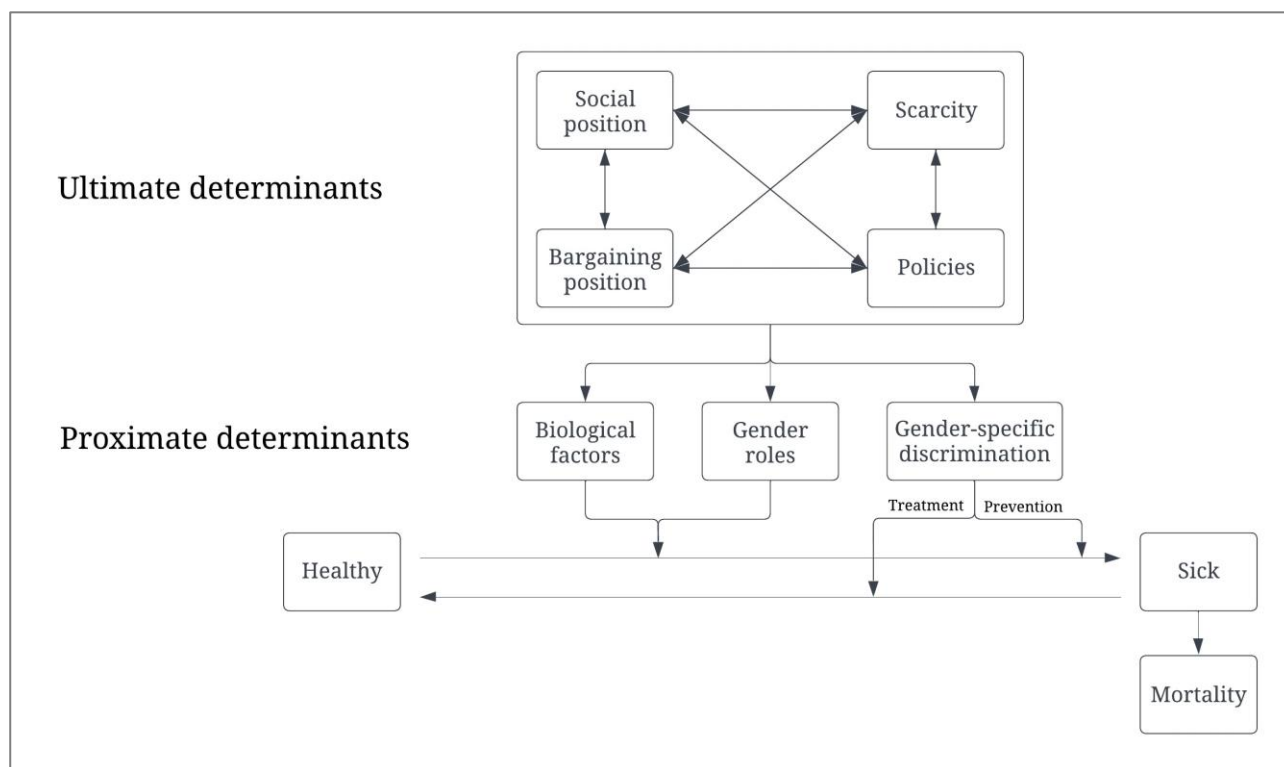 Social
position
Scarcity
Ultimate determinants
Bargaining
position
Policies
Proximate determinants
Biological
factors
Gender
roles
Gender-specific
discrimination
Treatment
Prevention
Healthy
Sick
Mortality